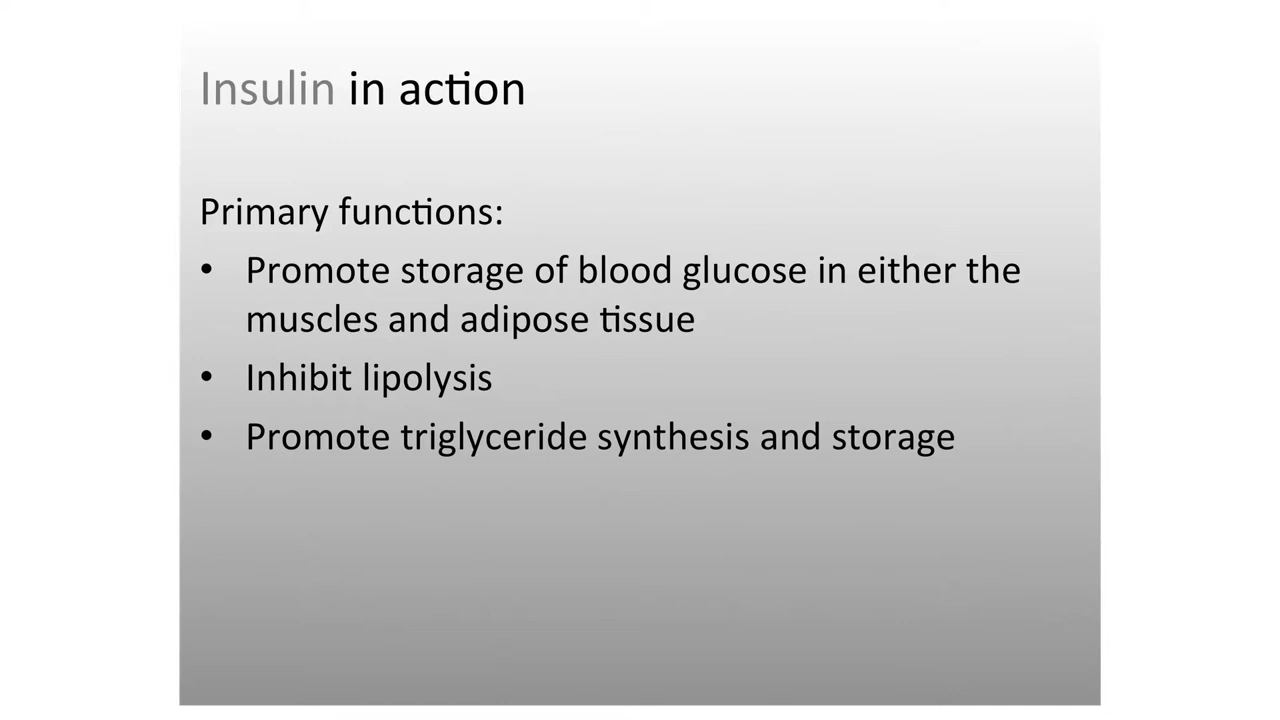 Insulin in action
Primary functions:
• Promote storage of blood glucose in either the
muscles and adipose tissue
• Inhibit lipolysis
• Promote triglyceride synthesis and storage